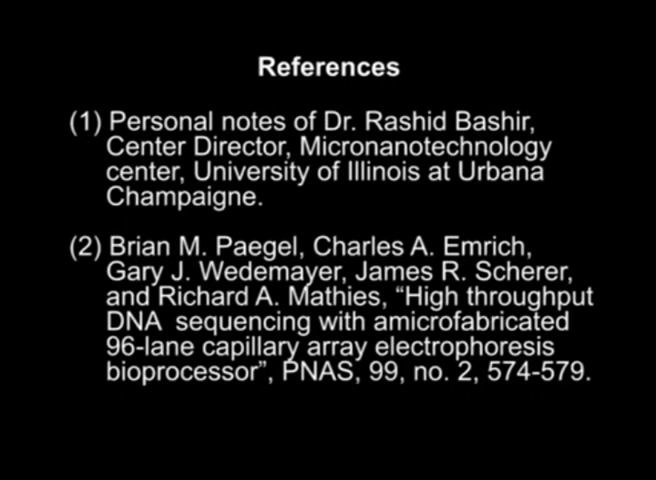 References
(1) Personal notes of Dr. Rashid Bashir,
Center Director, Micronanotechnology
center, University of Illinois at Urbana
Champaigne.
(2) Brian M. Paegel, Charles A. Emrich,
Gary J. Wedemayer, James R. Scherer,
and Richard A. Mathies, “High throughput
DNA sequencing with amicrofabricated
96-lane capillary array electrophoresis
bioprocessor”, PNAS, 99, no. 2, 574-579.